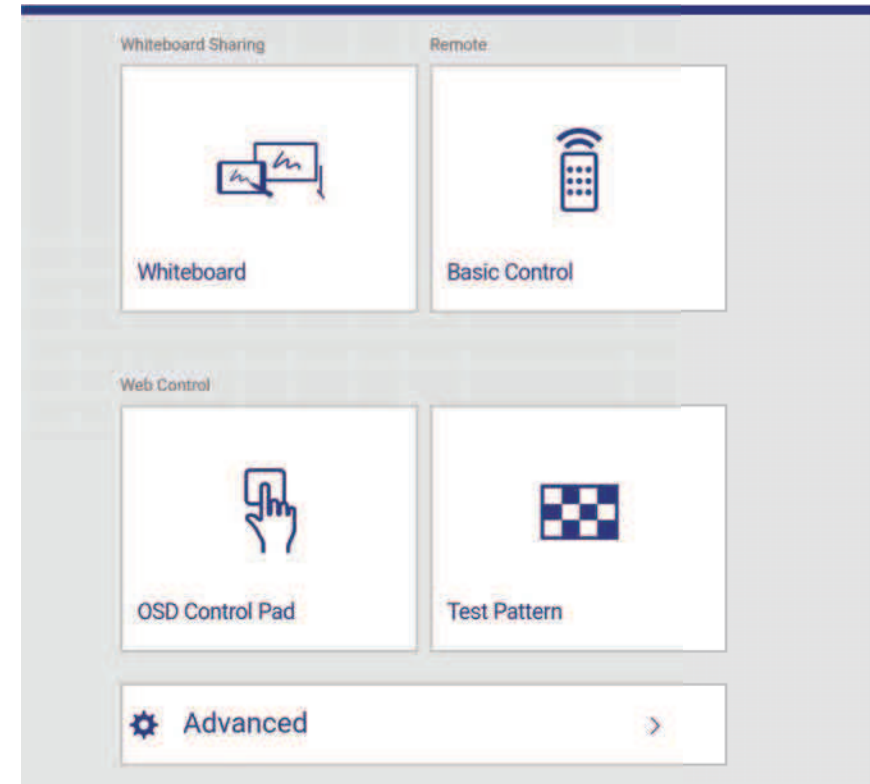 Whiteboard Sharing
Remote
Whiteboard
Basic Control
Web Control
OSD Control Pad
Test Pattern
Advanced